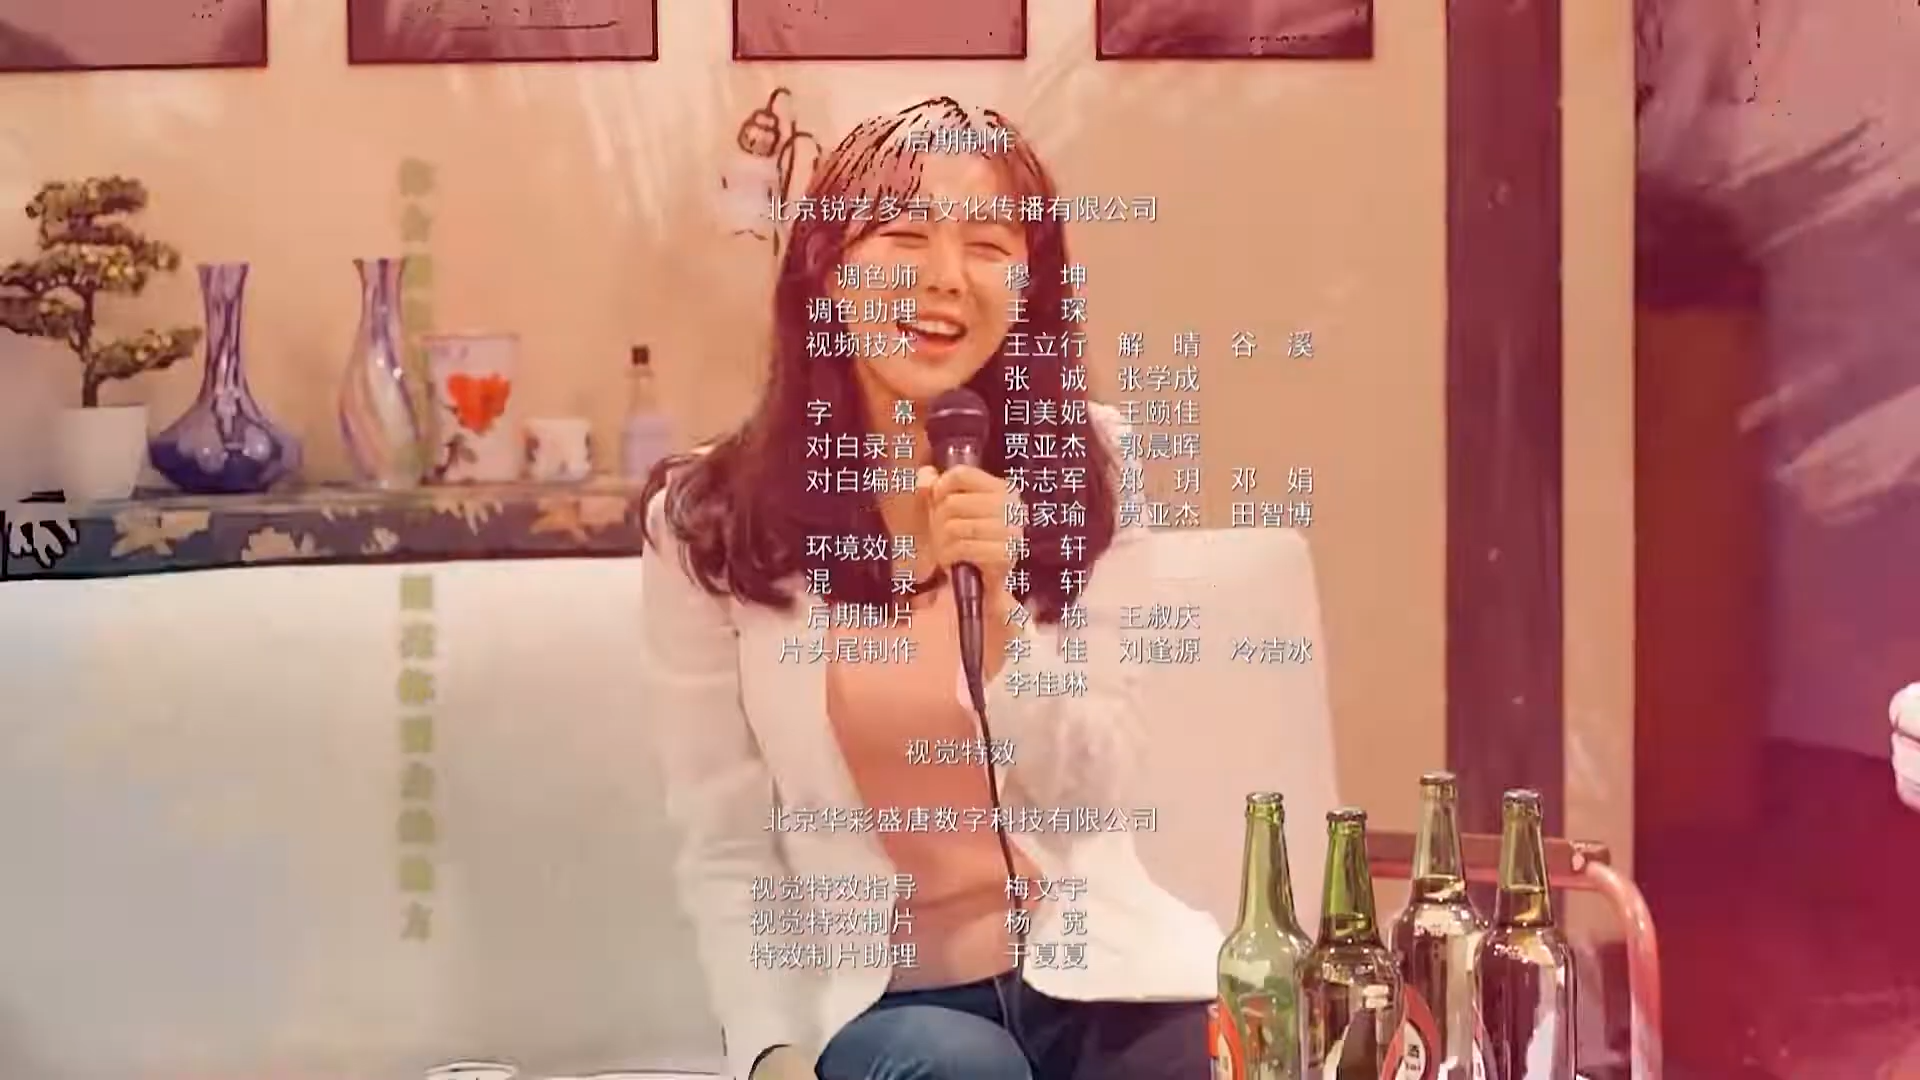 后期制作
北京锐艺多吉文化传播有限公司
调色师 穆 坤
调色助理 王 琛
视频技术 王立行 解 晴 谷 溪
张 诚 张学成
字 幕 闫美妮 王颐佳
对白录音 贾亚杰 郭晨晖
对白编辑 苏志军 郑 玥 邓 娟
陈家瑜 贾亚杰 田智博
环境效果 韩 轩
混 录 韩 轩
后期制片 冷 栋 王淑庆
片头尾制作 李 佳 刘逢源 冷洁冰
李佳琳
视觉特效
北京华彩盛唐数字科技有限公司
视觉特效指导 梅文宇
视觉特效制片 杨 宽
特效制片助理 于夏夏
酒